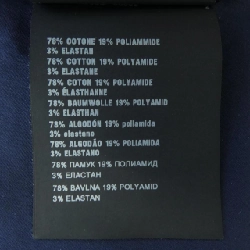 78% COTONE 19% POLIAMMIDE
3% ELASTAN
78% COTTON 19% POLYAMIDE
3% ELASTANE
78% COTON 19% POLYAMIDE
3% ÉLASTHANNE
78% BAUMWOLLE 19% POLYAMID
3% ELASTHAN
78% ALGODÓN 19% poliamida
3% elastano
78% ALGODÃO 19% POLIAMIDA
3% ELASTANO
78% ПАМУК 19% ПОЛИАМИД
3% ЕЛАСТАН
78% BAVLNA 19% POLYAMID
3% ELASTAN